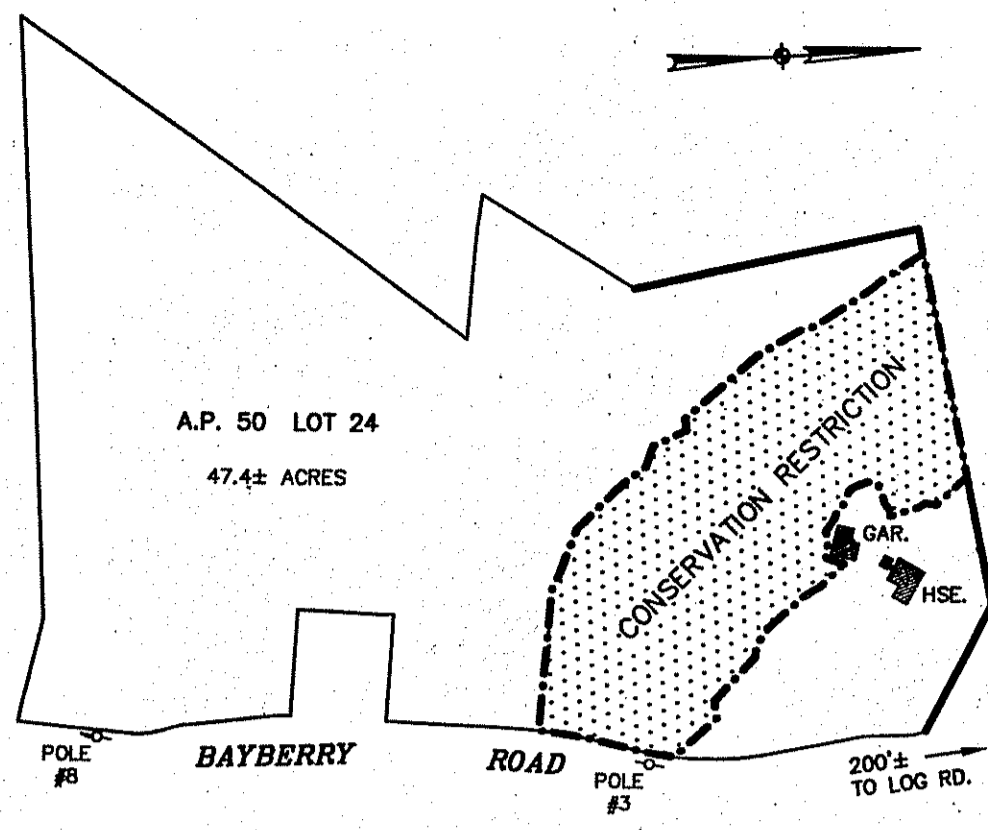 A.P. 50 LOT 24
47.4± ACRES
CONSERVATION RESTRICTION
GAR.
HSE.
POLE
#8
BAYBERRY ROAD
POLE
#3
200'±
TO LOG RD.